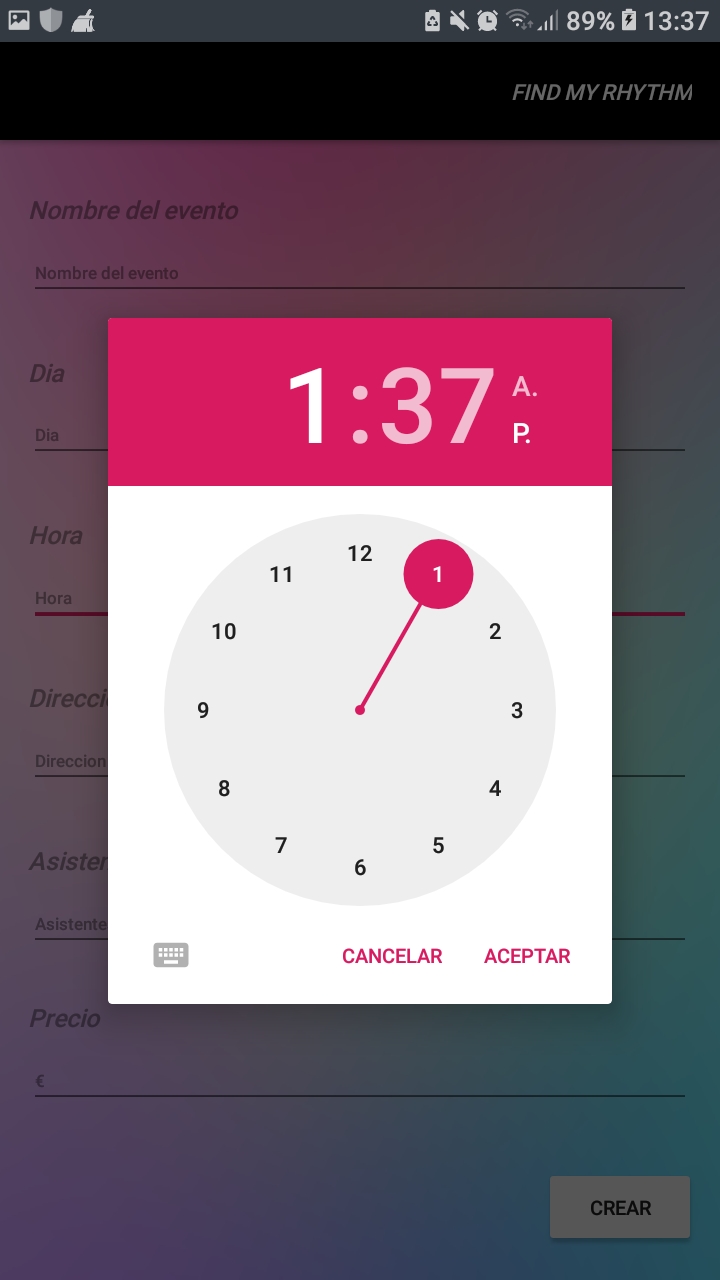 89% 13:37
FIND MY RHYTHM
Nombre del evento
Nombre del evento
Dia
Dia
Hora
Hora
Direcci
Direccion
Asisten
Asistente
Precio
€
1:37
A.
P.
12
1
2
3
4
5
6
7
8
9
10
11
CANCELAR ACEPTAR
CREAR